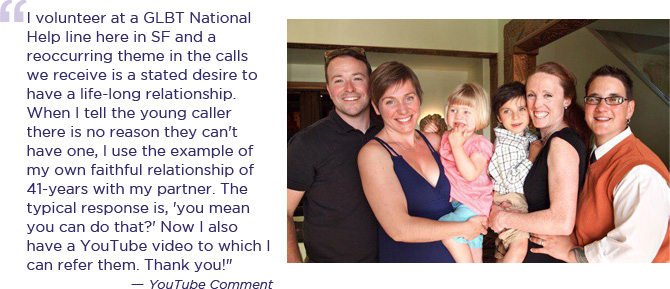 “I volunteer at a GLBT National
Help line here in SF and a
reoccurring theme in the calls
we receive is a stated desire to
have a life-long relationship.
When I tell the young caller
there is no reason they can't
have one, I use the example of
my own faithful relationship of
41-years with my partner. The
typical response is, 'you mean
you can do that?' Now I also
have a YouTube video to which I
can refer them. Thank you!"
— YouTube Comment